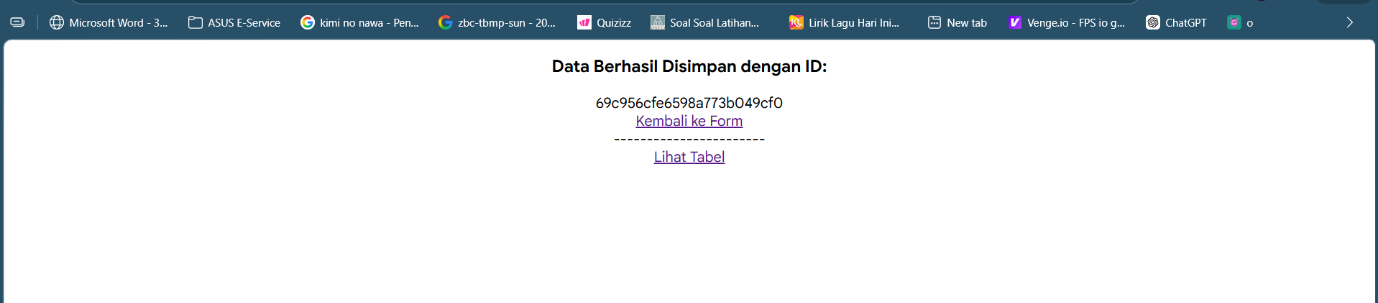 Microsoft Word - 3...
ASUS E-Service
kimi no nawa - Pen...
zbc-tbmp-sun - 20...
Quizizz
Soal Soal Latihan...
Lirik Lagu Hari Ini...
New tab
Venge.io - FPS io g...
ChatGPT
o
Data Berhasil Disimpan dengan ID:
69c956cfe6598a773b049cf0
Kembali ke Form
-----------------------
Lihat Tabel